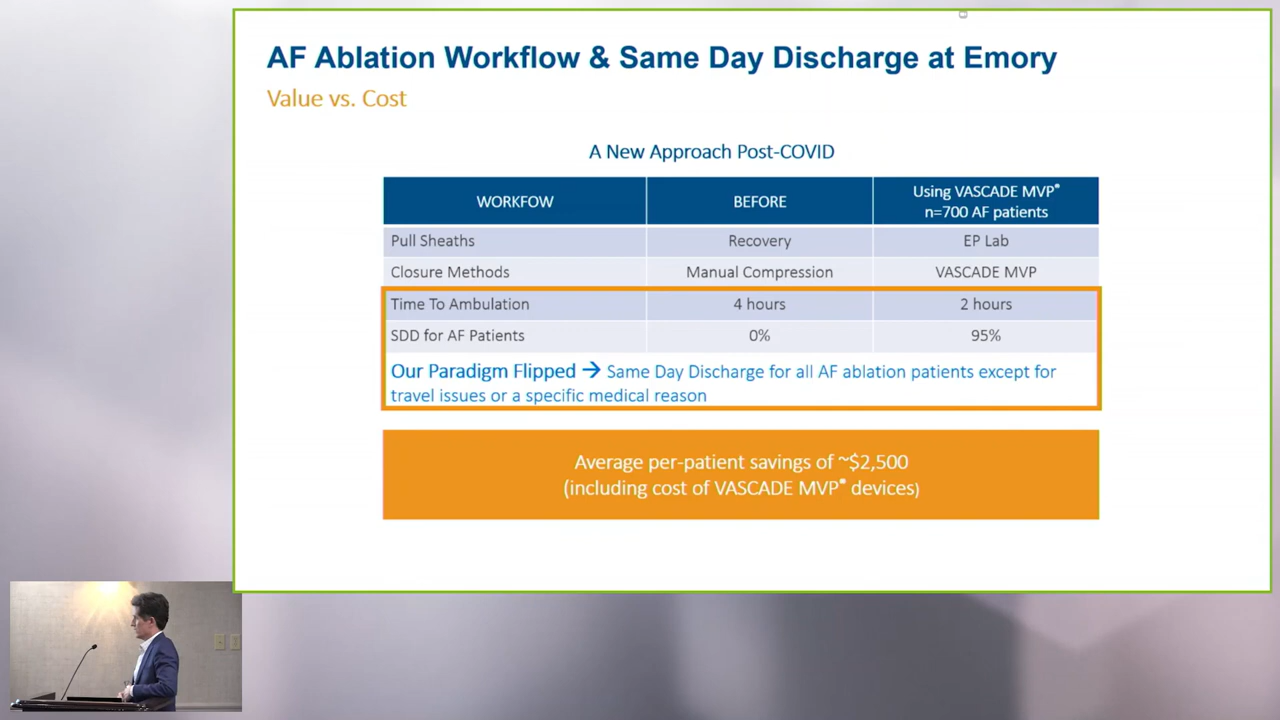 AF Ablation Workflow & Same Day Discharge at Emory
Value vs. Cost
A New Approach Post-COVID
WORKFOW
BEFORE
Using VASCADE MVP®
n=700 AF patients
Pull Sheaths
Recovery
EP Lab
Closure Methods
Manual Compression
VASCADE MVP
Time To Ambulation
4 hours
2 hours
SDD for AF Patients
0%
95%
Our Paradigm Flipped → Same Day Discharge for all AF ablation patients except for
travel issues or a specific medical reason
Average per-patient savings of ~$2,500
(including cost of VASCADE MVP® devices)